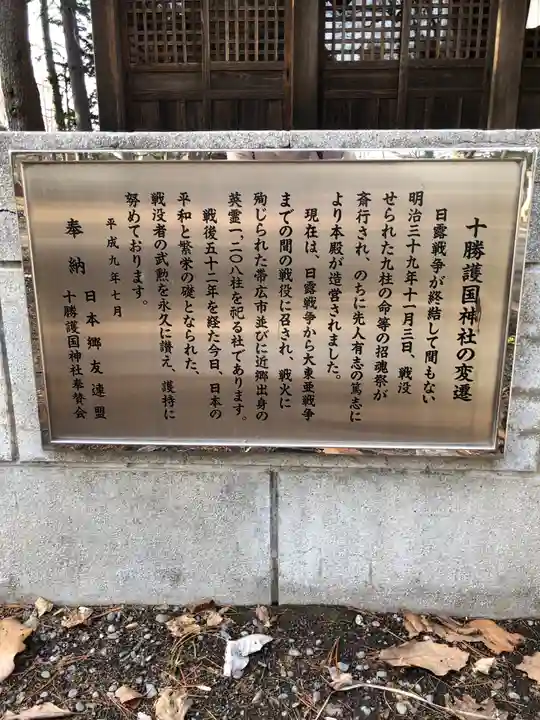 十勝護国神社の変遷
日露戦争が終結して間もない
明治三十九年十一月三日、戦没
せられた九柱の命等の招魂祭が
斎行され、のちに先人有志の篤志に
より本殿が造営されました。
現在は、日露戦争から大東亜戦争
までの間の戦役に召され、戦火に
殉じられた帯広市並びに近郷出身の
英霊一、二〇八柱を祀る社であります。
戦後五十二年を経た今日、日本の
平和と繁栄の礎となられた、
戦没者の武勲を永久に讃え、護持に
努めております。
平成九年七月
奉納 日本郷友連盟
十勝護国神社奉賛会